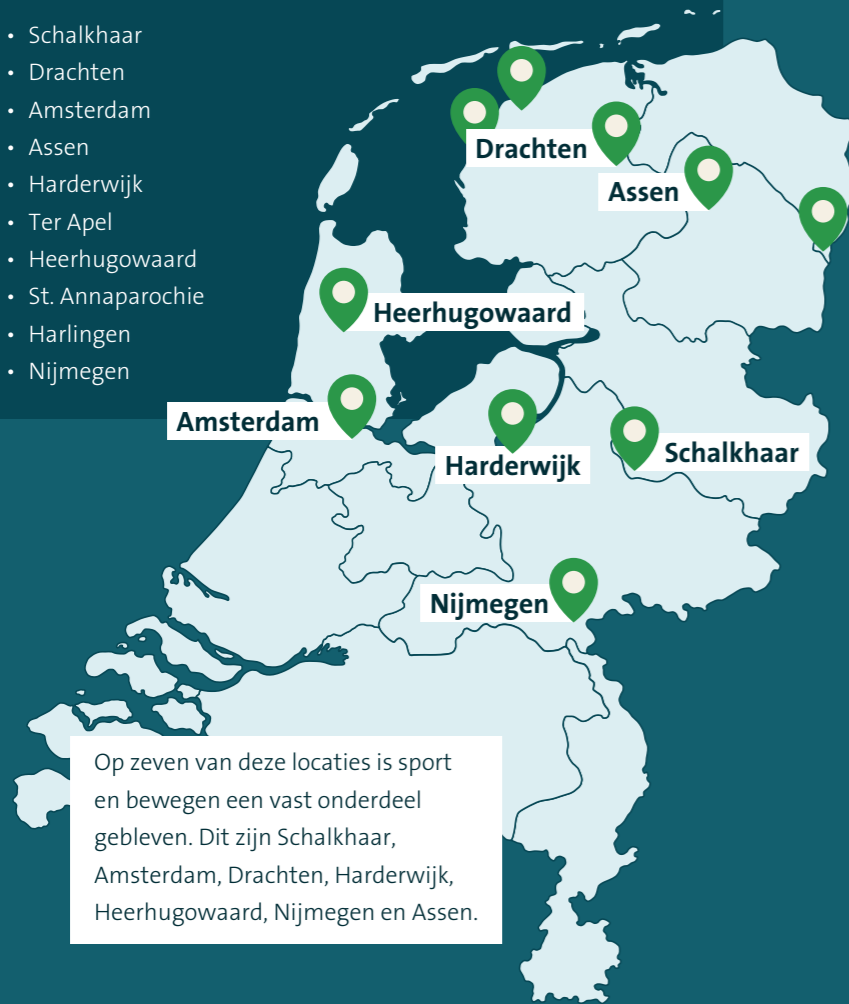 • Schalkhaar
• Drachten
• Amsterdam
• Assen
• Harderwijk
• Ter Apel
• Heerhugowaard
• St. Annaparochie
• Harlingen
• Nijmegen
Drachten
Assen
Heerhugowaard
Amsterdam
Harderwijk
Schalkhaar
Nijmegen
Op zeven van deze locaties is sport
en bewegen een vast onderdeel
gebleven. Dit zijn Schalkhaar,
Amsterdam, Drachten, Harderwijk,
Heerhugowaard, Nijmegen en Assen.